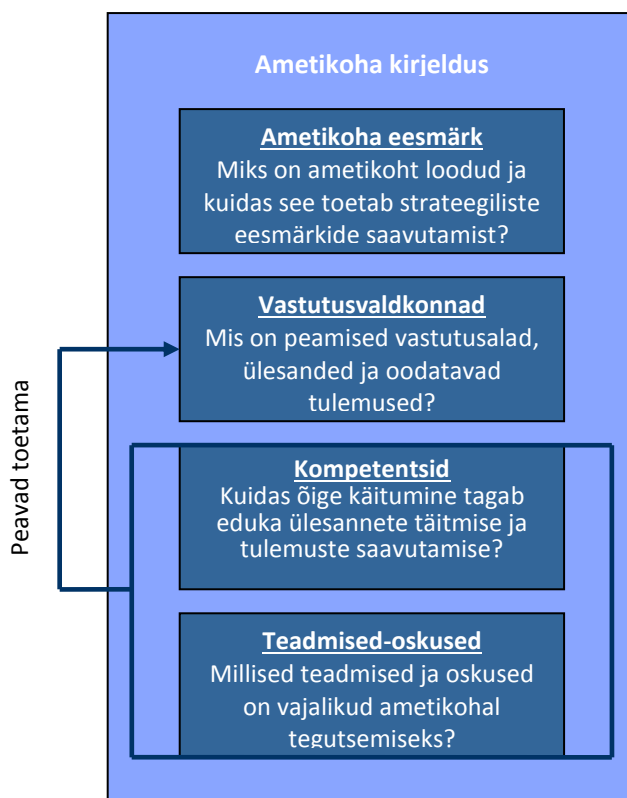 Ametikoha kirjeldus
Ametikoha eesmärk
Miks on ametikoht loodud ja
kuidas see toetab strateegiliste
eesmärkide saavutamist?
Vastutusvaldkonnad
Mis on peamised vastutusalad,
ülesanded ja oodatavad
tulemused?
Peavad toetama
Kompetentsid
Kuidas õige käitumine tagab
eduka ülesannete täitmise ja
tulemuste saavutamise?
Teadmised-oskused
Millised teadmised ja oskused
on vajalikud ametikohal
tegutsemiseks?